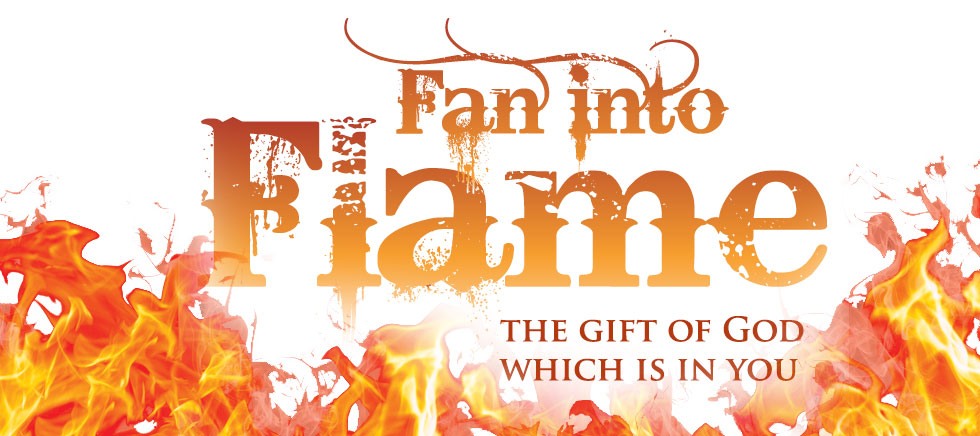 Fan into
Flame
THE GIFT OF GOD
WHICH IS IN YOU